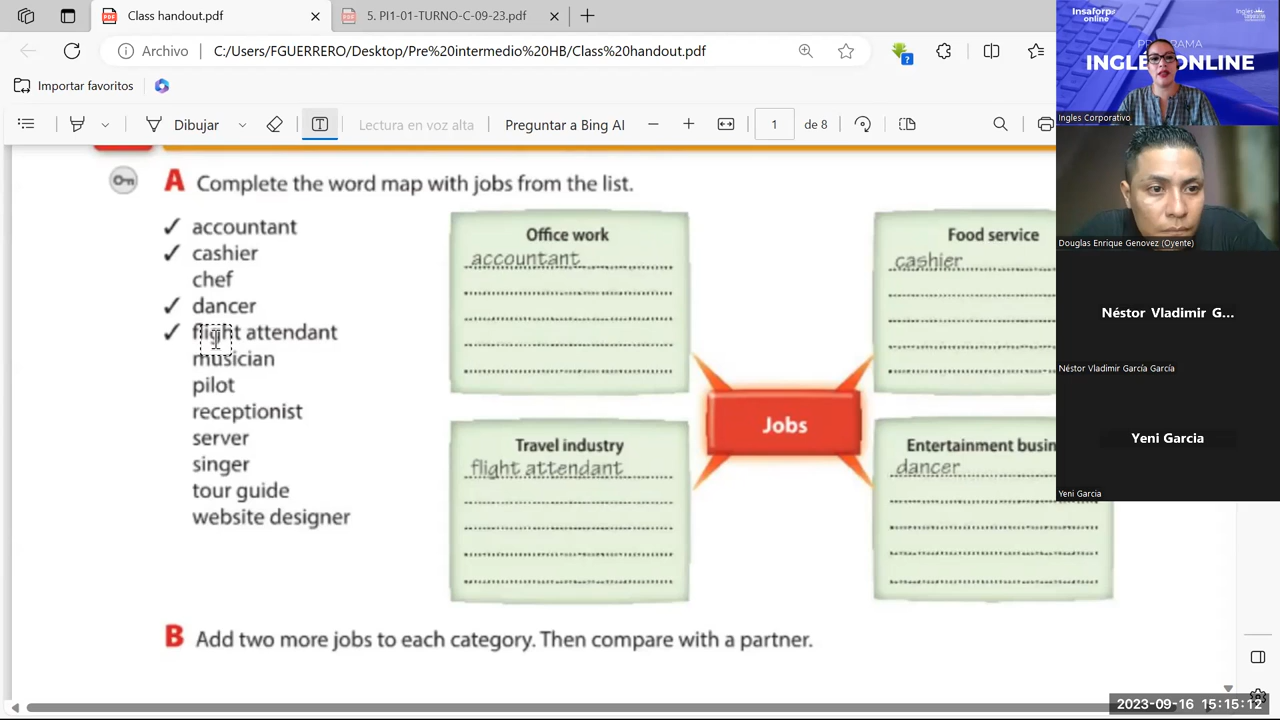 Class handout.pdf
5. IM1-01-TURNO-C-09-23.pdf
Archivo
C:/Users/FGUERRERO/Desktop/Pre%20intermedio%20HB/Class%20handout.pdf
Importar favoritos
Dibujar
Lectura en voz alta
Preguntar a Bing AI
1
de 8
A Complete the word map with jobs from the list.
✓ accountant
✓ cashier
chef
✓ dancer
✓ flight attendant
musician
pilot
receptionist
server
singer
tour guide
website designer
Office work
accountant
Food service
cashier
Jobs
Travel industry
flight attendant
Entertainment busin
dancer
B Add two more jobs to each category. Then compare with a partner.
Insaforp
online
INGLÉ ONLINE
Ingles Corporativo
Douglas Enrique Genovez (Oyente)
Néstor Vladimir G...
Néstor Vladimir García García
Yeni Garcia
Yeni Garcia
2023-09-16 15:15:12